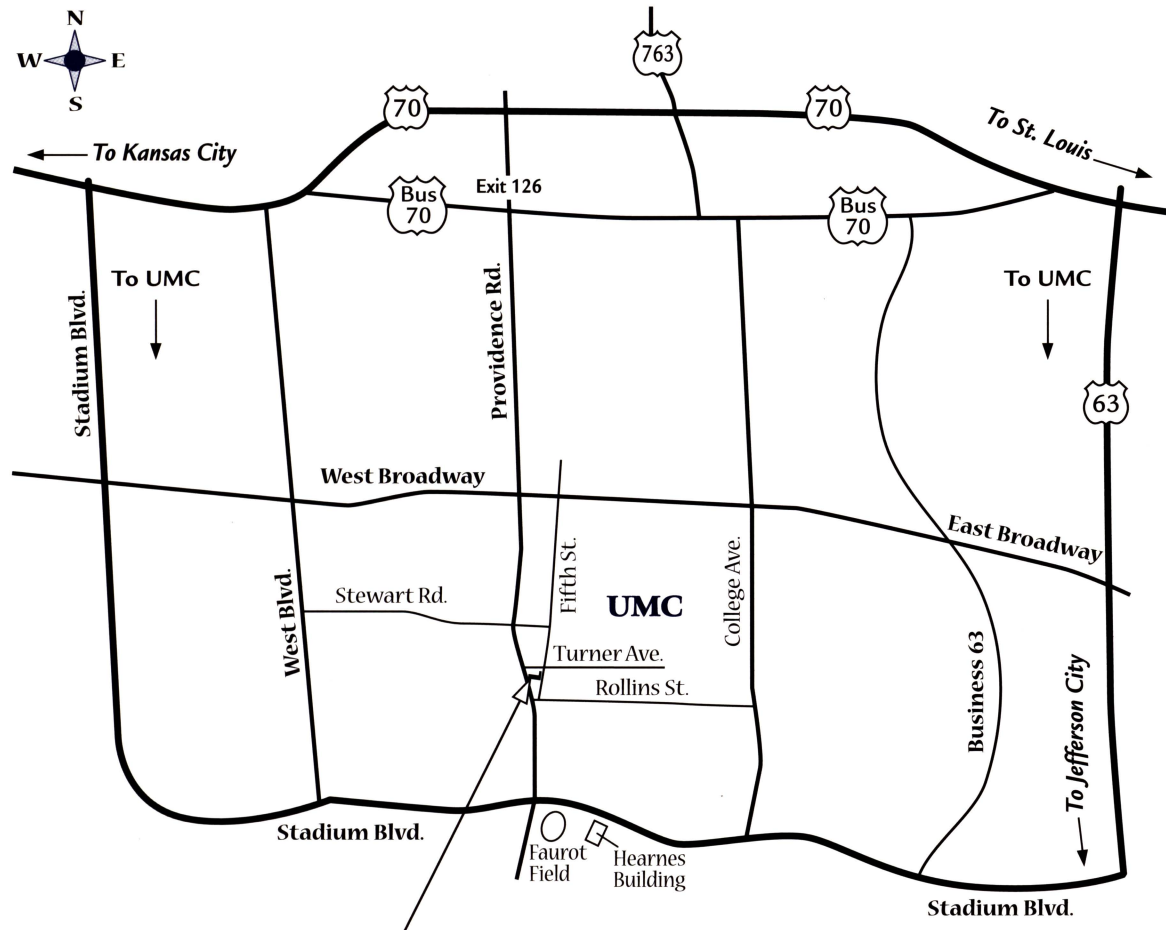 N
W E
S
763
70
70
To Kansas City
To St. Louis
Exit 126
Bus
70
Bus
70
To UMC
To UMC
Stadium Blvd.
Providence Rd.
63
West Broadway
East Broadway
Fifth St.
College Ave.
West Blvd.
Stewart Rd.
UMC
Turner Ave.
Rollins St.
Business 63
To Jefferson City
Stadium Blvd.
Faurot
Field
Hearnes
Building
Stadium Blvd.